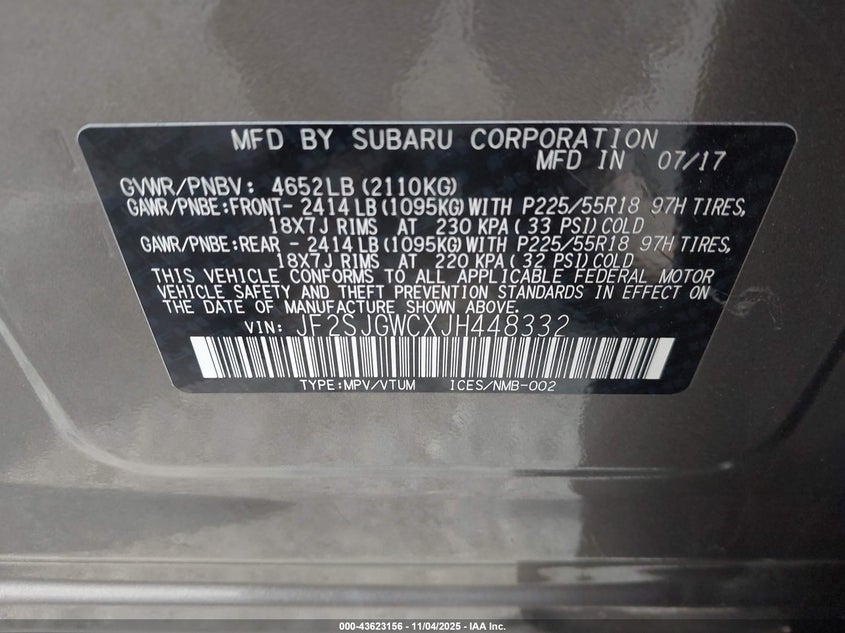 MFD BY SUBARU CORPORATION
MFD IN 07/17
GVWR/PNBV: 4652LB (2110KG)
GAWR/PNBE:FRONT- 2414 LB (1095KG) WITH P225/55R18 97H TIRES,
18X7J RIMS AT 230 KPA ( 33 PSI) COLD
GAWR/PNBE:REAR - 2414 LB (1095KG) WITH P225/55R18 97H TIRES,
18X7J RIMS AT 220 KPA ( 32 PSI) COLD
THIS VEHICLE CONFORMS TO ALL APPLICABLE FEDERAL MOTOR
VEHICLE SAFETY AND THEFT PREVENTION STANDARDS IN EFFECT ON
THE DATE OF MANUFACTURE SHOWN ABOVE.
VIN: JF2SJGWCXJH448332
TYPE:MPV/VTUM ICES/NMB-002
000-43623156 - 11/04/2025 - IAA Inc.